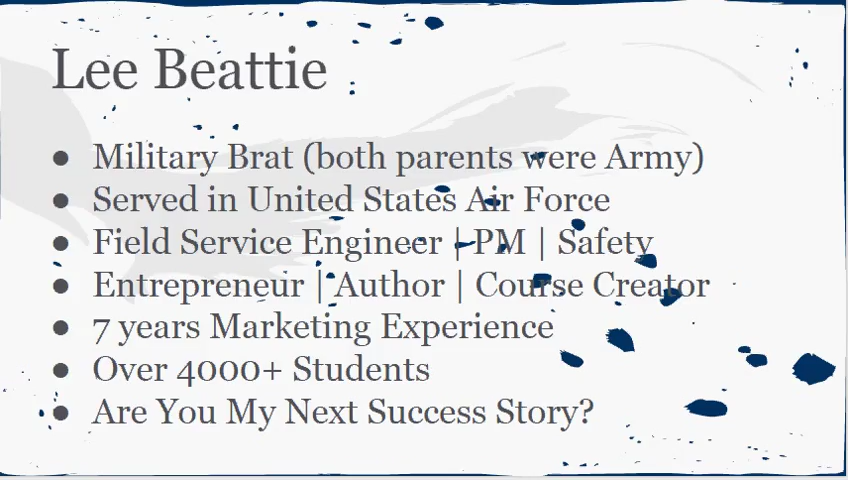 Lee Beattie
● Military Brat (both parents were Army)
● Served in United States Air Force
● Field Service Engineer | PM | Safety
● Entrepreneur | Author | Course Creator
● 7 years Marketing Experience
● Over 4000+ Students
● Are You My Next Success Story?